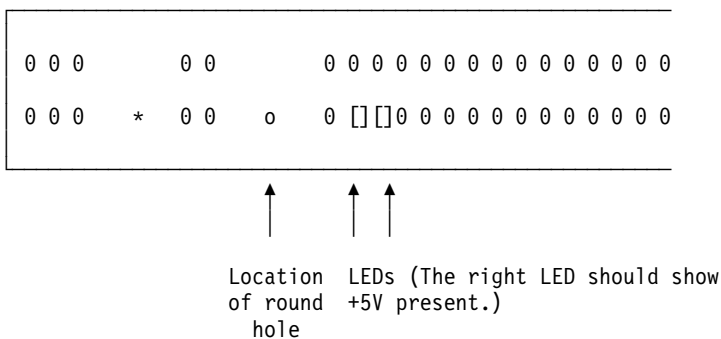 0 0 0 0 0 0 0 0 0 0 0 0 0 0 0 0 0 0 0 0
0 0 0 * 0 0 o 0 [] [] 0 0 0 0 0 0 0 0 0 0 0 0
Location LEDs (The right LED should show
of round +5V present.)
hole